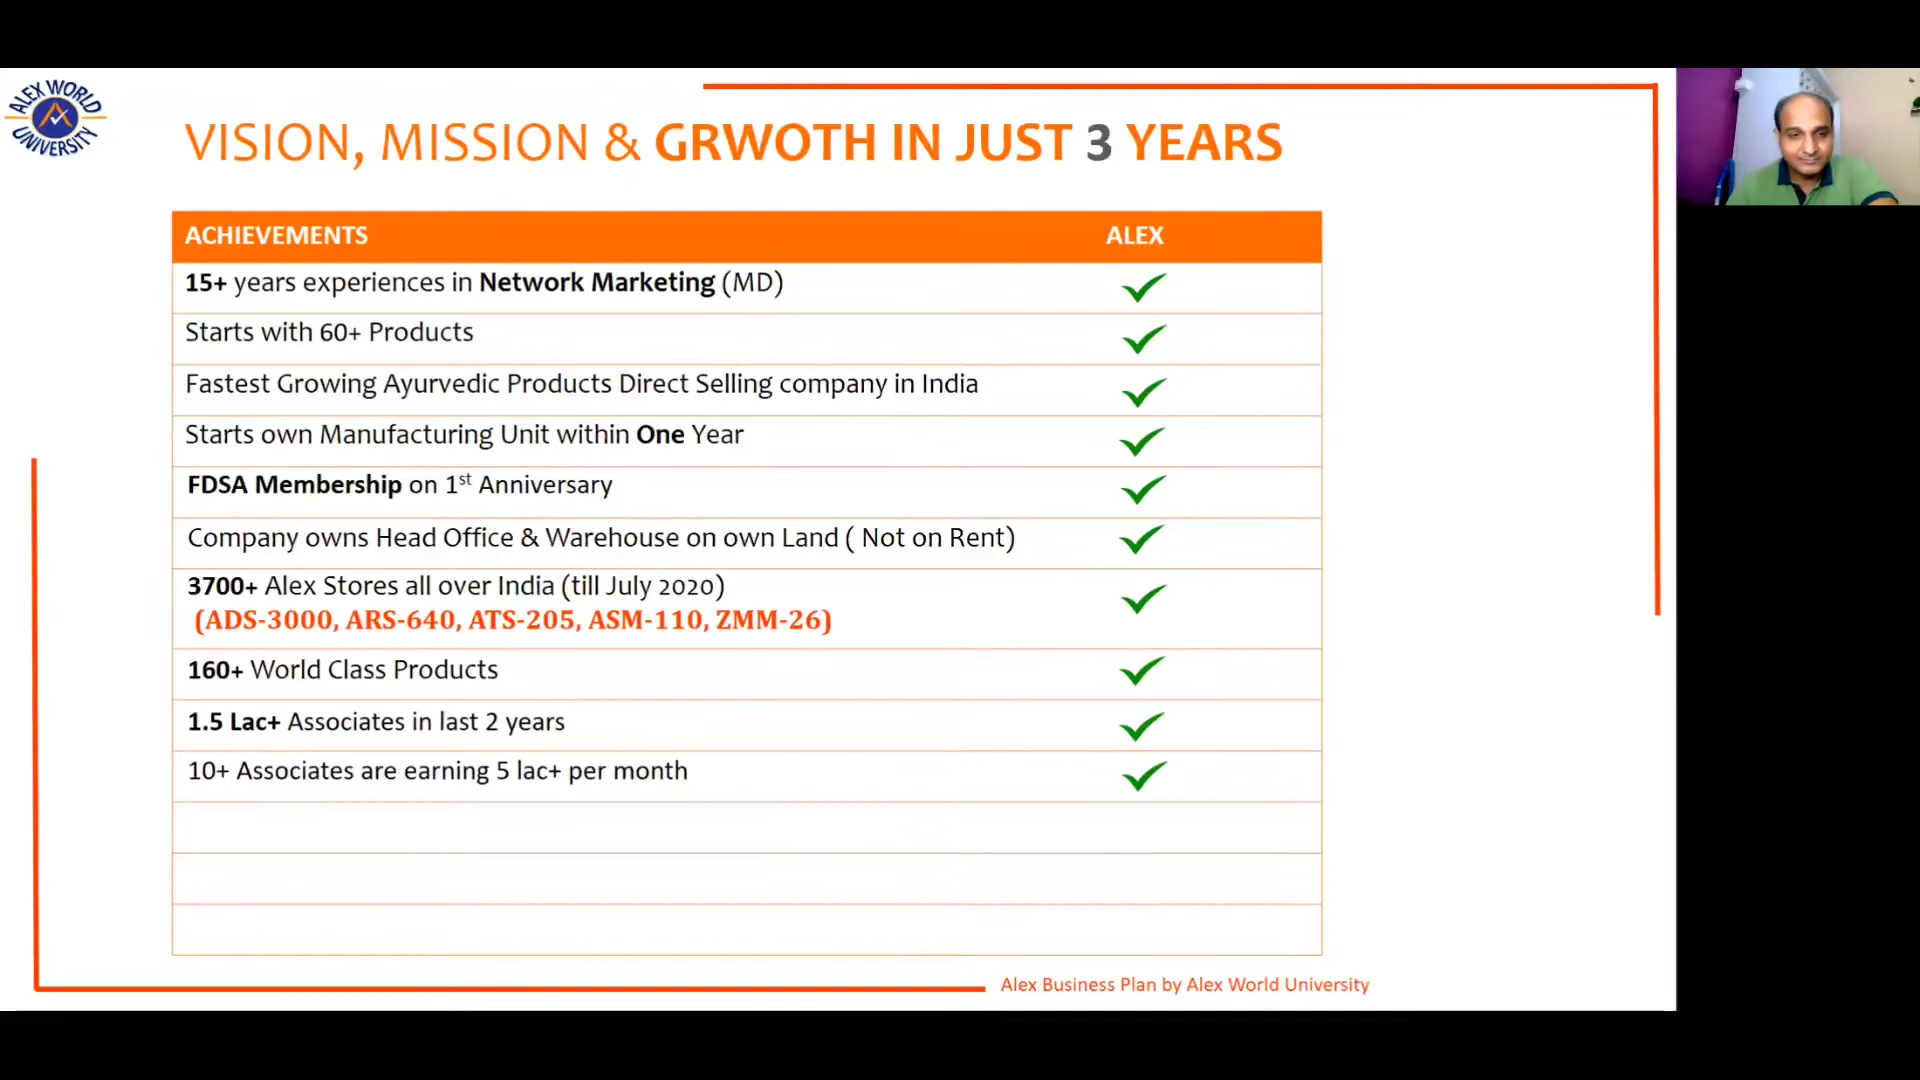 ALEX WORLD
UNIVERSITY
VISION, MISSION & GRWOTH IN JUST 3 YEARS
ACHIEVEMENTS ALEX
15+ years experiences in Network Marketing (MD)
Starts with 60+ Products
Fastest Growing Ayurvedic Products Direct Selling company in India
Starts own Manufacturing Unit within One Year
FDSA Membership on 1st Anniversary
Company owns Head Office & Warehouse on own Land ( Not on Rent)
3700+ Alex Stores all over India (till July 2020)
(ADS-3000, ARS-640, ATS-205, ASM-110, ZMM-26)
160+ World Class Products
1.5 Lac+ Associates in last 2 years
10+ Associates are earning 5 lac+ per month
Alex Business Plan by Alex World University